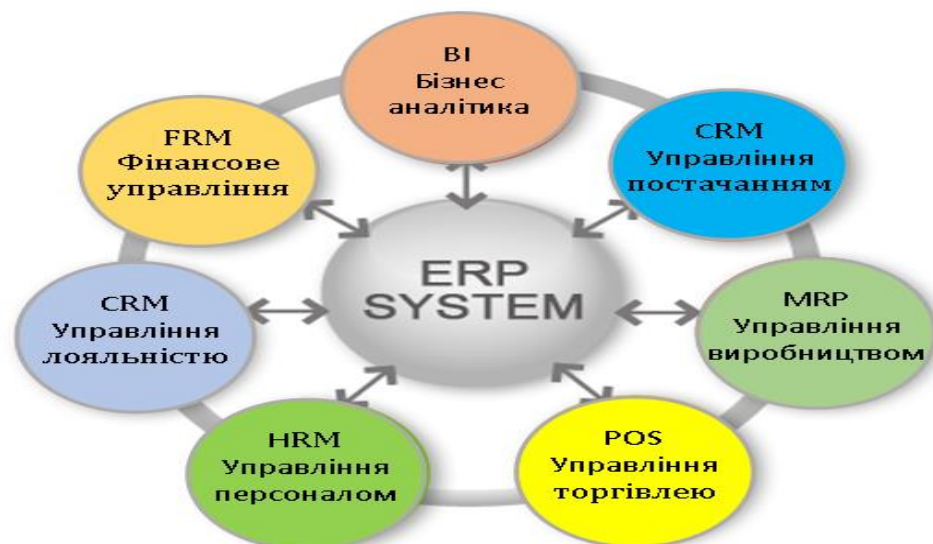 BI
Бізнес
аналітика
CRM
Управління
постачанням
MRP
Управління
виробництвом
POS
Управління
торгівлею
HRM
Управління
персоналом
CRM
Управління
лояльністю
FRM
Фінансове
управління
ERP
SYSTEM